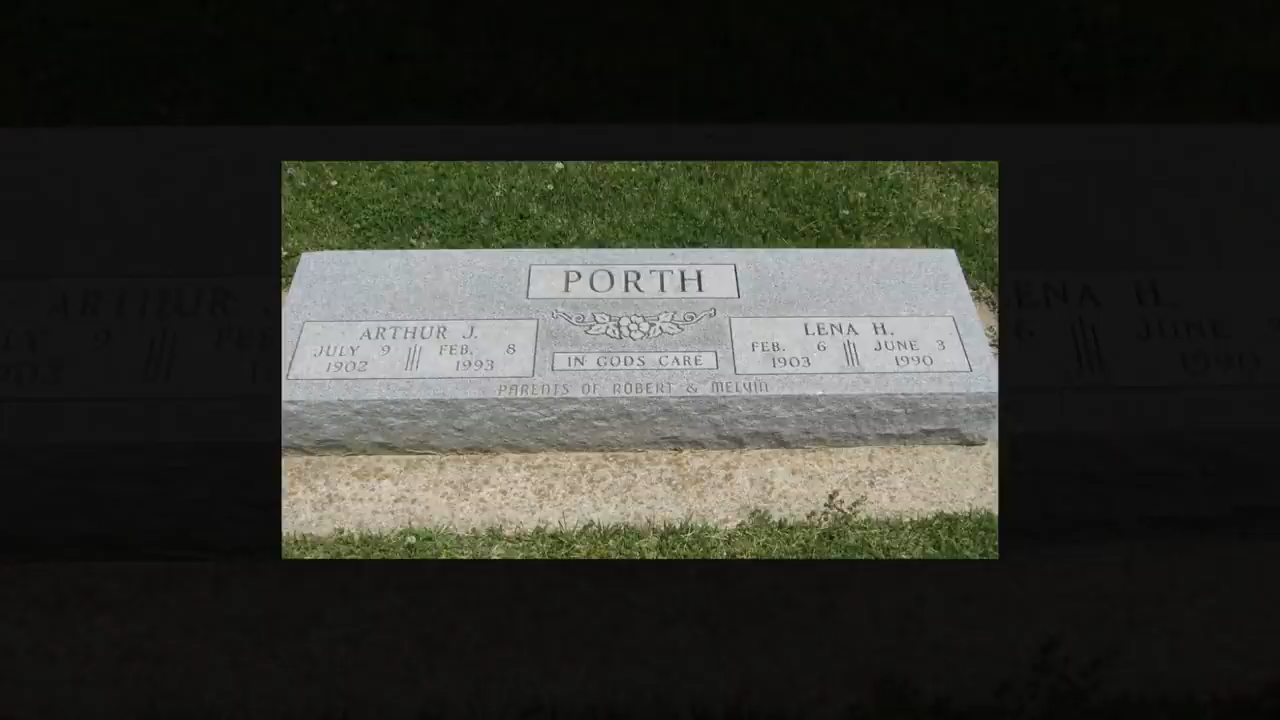 PORTH
ARTHUR J.
JULY 9 FEB. 8
1902 1993
IN GODS CARE
LENA H.
FEB. 6 JUNE 3
1903 1990
PARENTS OF ROBERT & MELVIN